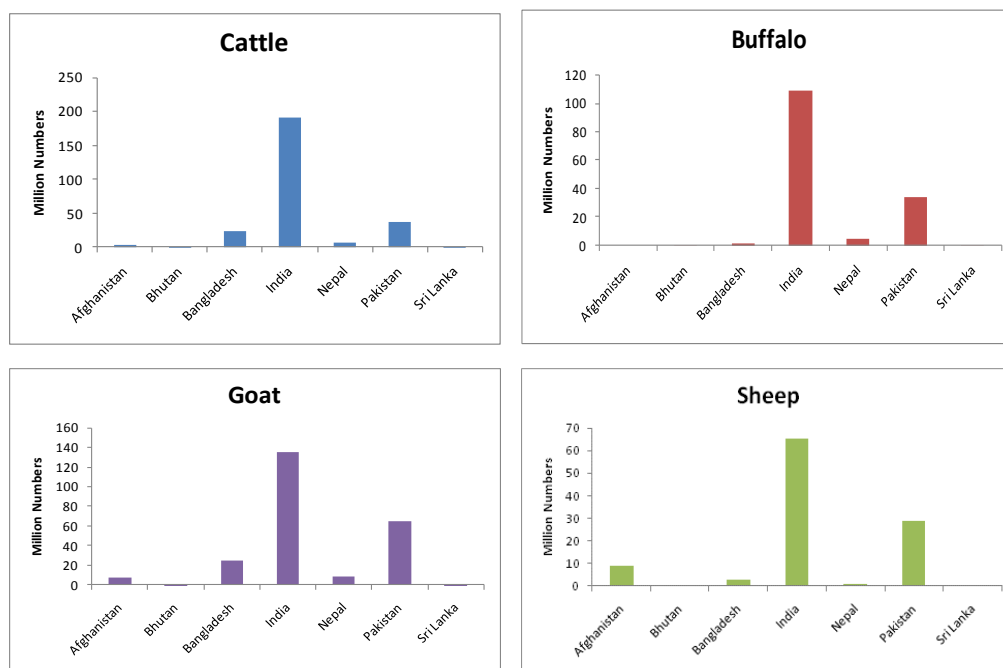 Cattle
Million Numbers
250
200
150
100
50
0
Afghanistan
Bhutan
Bangladesh
India
Nepal
Pakistan
Sri Lanka
Buffalo
Million Numbers
120
100
80
60
40
20
0
Afghanistan
Bhutan
Bangladesh
India
Nepal
Pakistan
Sri Lanka
Goat
Million Numbers
160
140
120
100
80
60
40
20
0
Afghanistan
Bhutan
Bangladesh
India
Nepal
Pakistan
Sri Lanka
Sheep
Million Numbers
70
60
50
40
30
20
10
0
Afghanistan
Bhutan
Bangladesh
India
Nepal
Pakistan
Sri Lanka